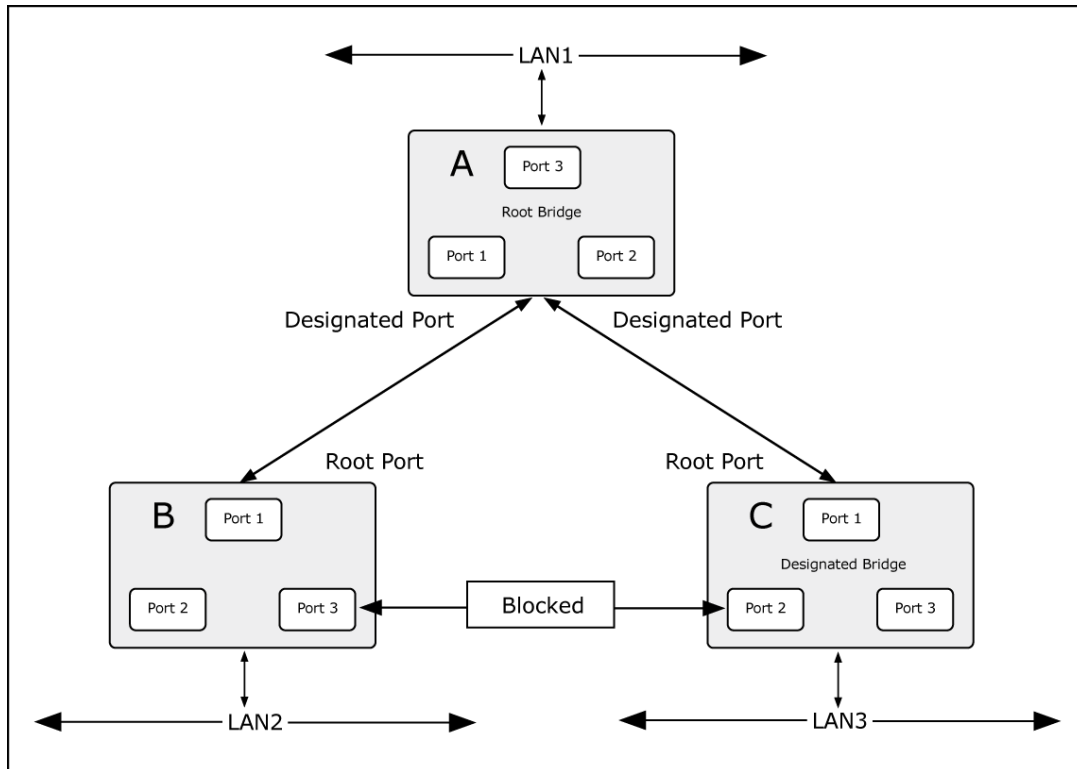 LAN1
A
Port 3
Root Bridge
Port 1
Port 2
Designated Port
Designated Port
Root Port
Root Port
B
Port 1
C
Port 1
Designated Bridge
Port 2
Port 3
Blocked
Port 2
Port 3
LAN2
LAN3